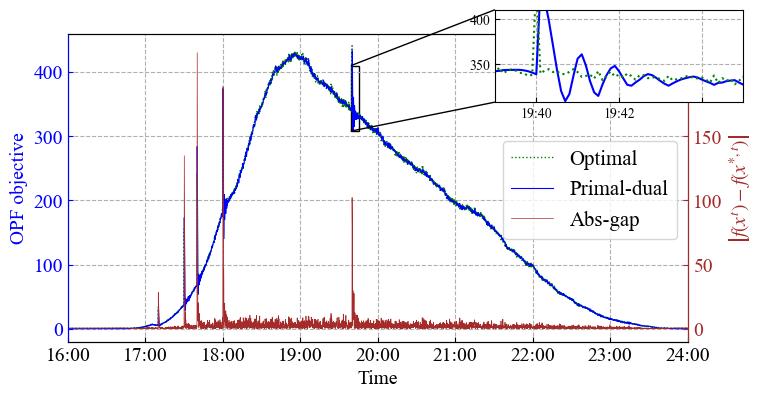 400
350
19:40
19:42
400
300
200
100
0
OPF objective
150
100
50
0
|f(x^t) − f(x^{*,t})|
Optimal
Primal-dual
Abs-gap
16:00 17:00 18:00 19:00 20:00 21:00 22:00 23:00 24:00
Time